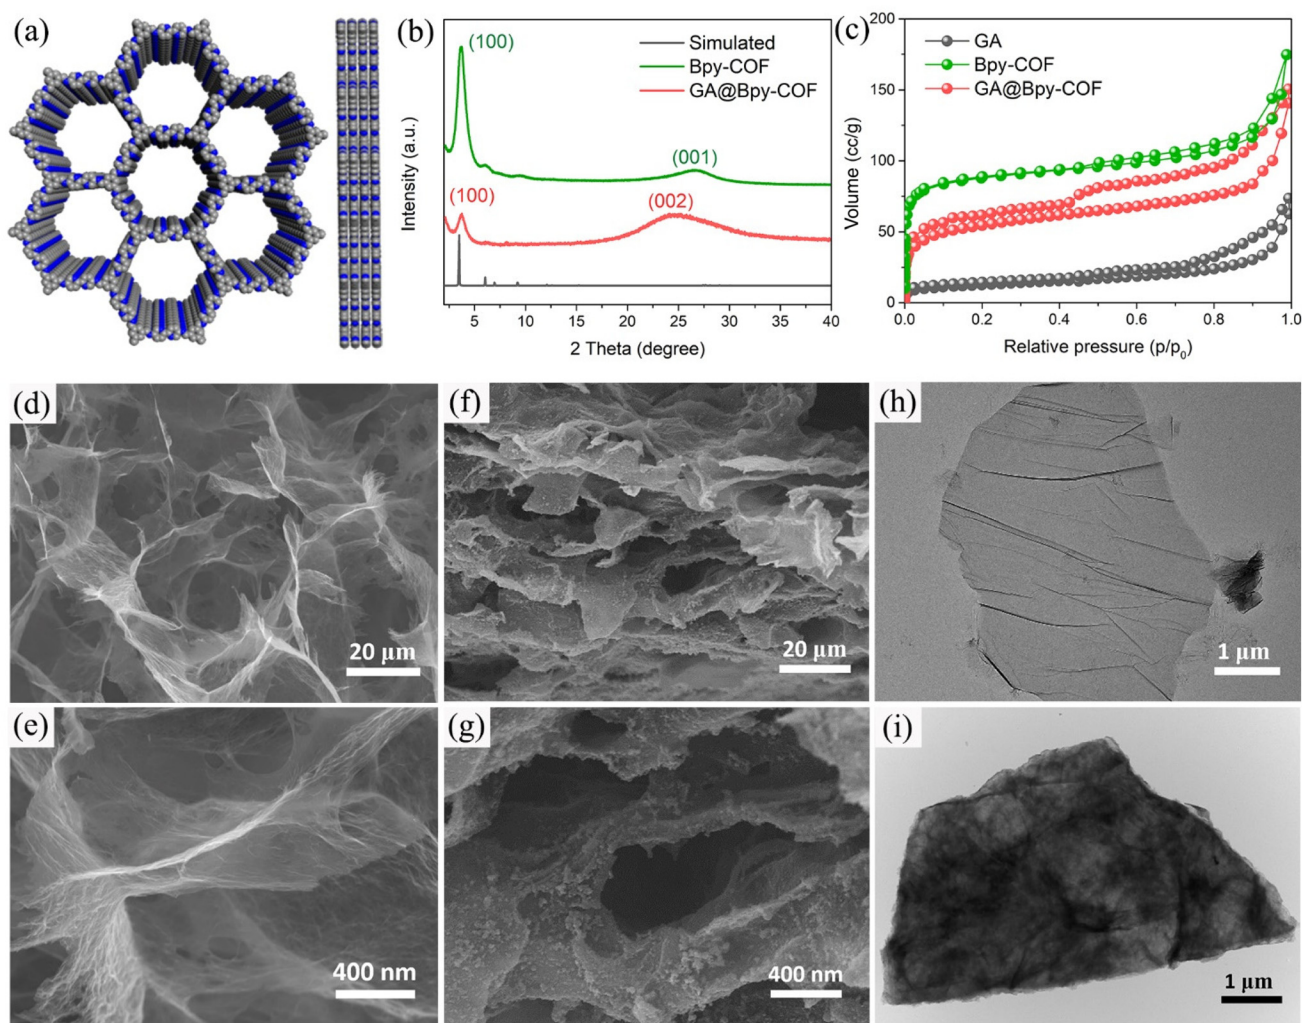 (a)
(b)
(100)
Simulated
Bpy-COF
GA@Bpy-COF
(001)
(100)
(002)
Intensity (a.u.)
5
10
15
20
25
30
35
40
2 Theta (degree)
(c)
GA
Bpy-COF
GA@Bpy-COF
200
150
100
50
0
Volume (cc/g)
0.0
0.2
0.4
0.6
0.8
1.0
Relative pressure (p/p₀)
(d)
20 µm
(f)
20 µm
(h)
1 µm
(e)
400 nm
(g)
400 nm
(i)
1 µm